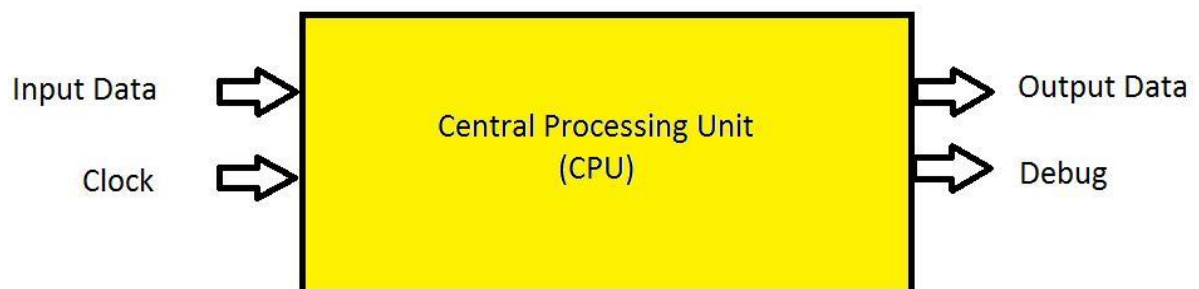 Input Data
Clock
Central Processing Unit
(CPU)
Output Data
Debug